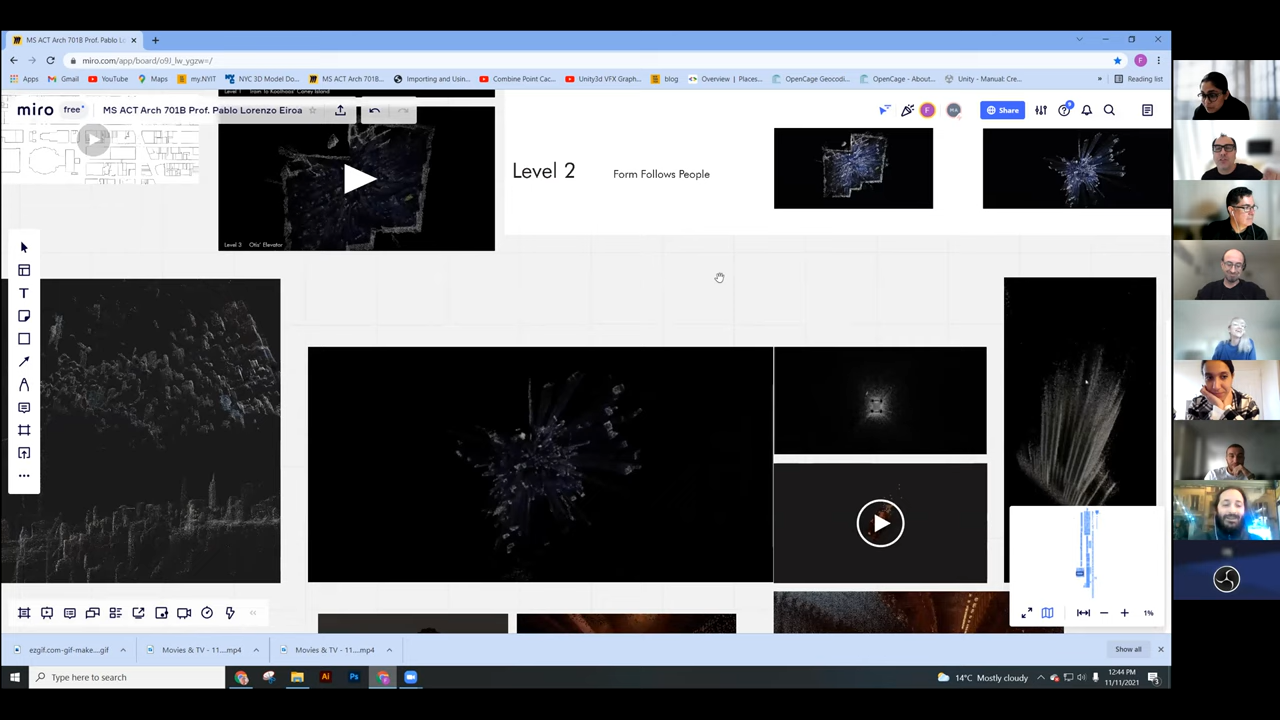 MS ACT Arch 701B Prof. Pablo Lo
miro.com/app/board/o9J_lw_ygzw=/
Apps
Gmail
YouTube
Maps
my.NYIT
NYC 3D Model Do...
MS ACT Arch 701B...
Importing and Usin...
Combine Point Cac...
Unity3d VFX Graph...
blog
Overview | Places...
OpenCage Geocodi...
OpenCage - About...
Unity - Manual: Cre...
»
Reading list
miro free MS ACT Arch 701B Prof. Pablo Lorenzo Eiroa
F
Share
Level 2 Form Follows People
Level 3 Otis' Elevator
1%
ezgif.com-gif-make....gif
Movies & TV - 11....mp4
Movies & TV - 11....mp4
Show all
Type here to search
Ai
Ps
14°C Mostly cloudy
12:44 PM
11/11/2021